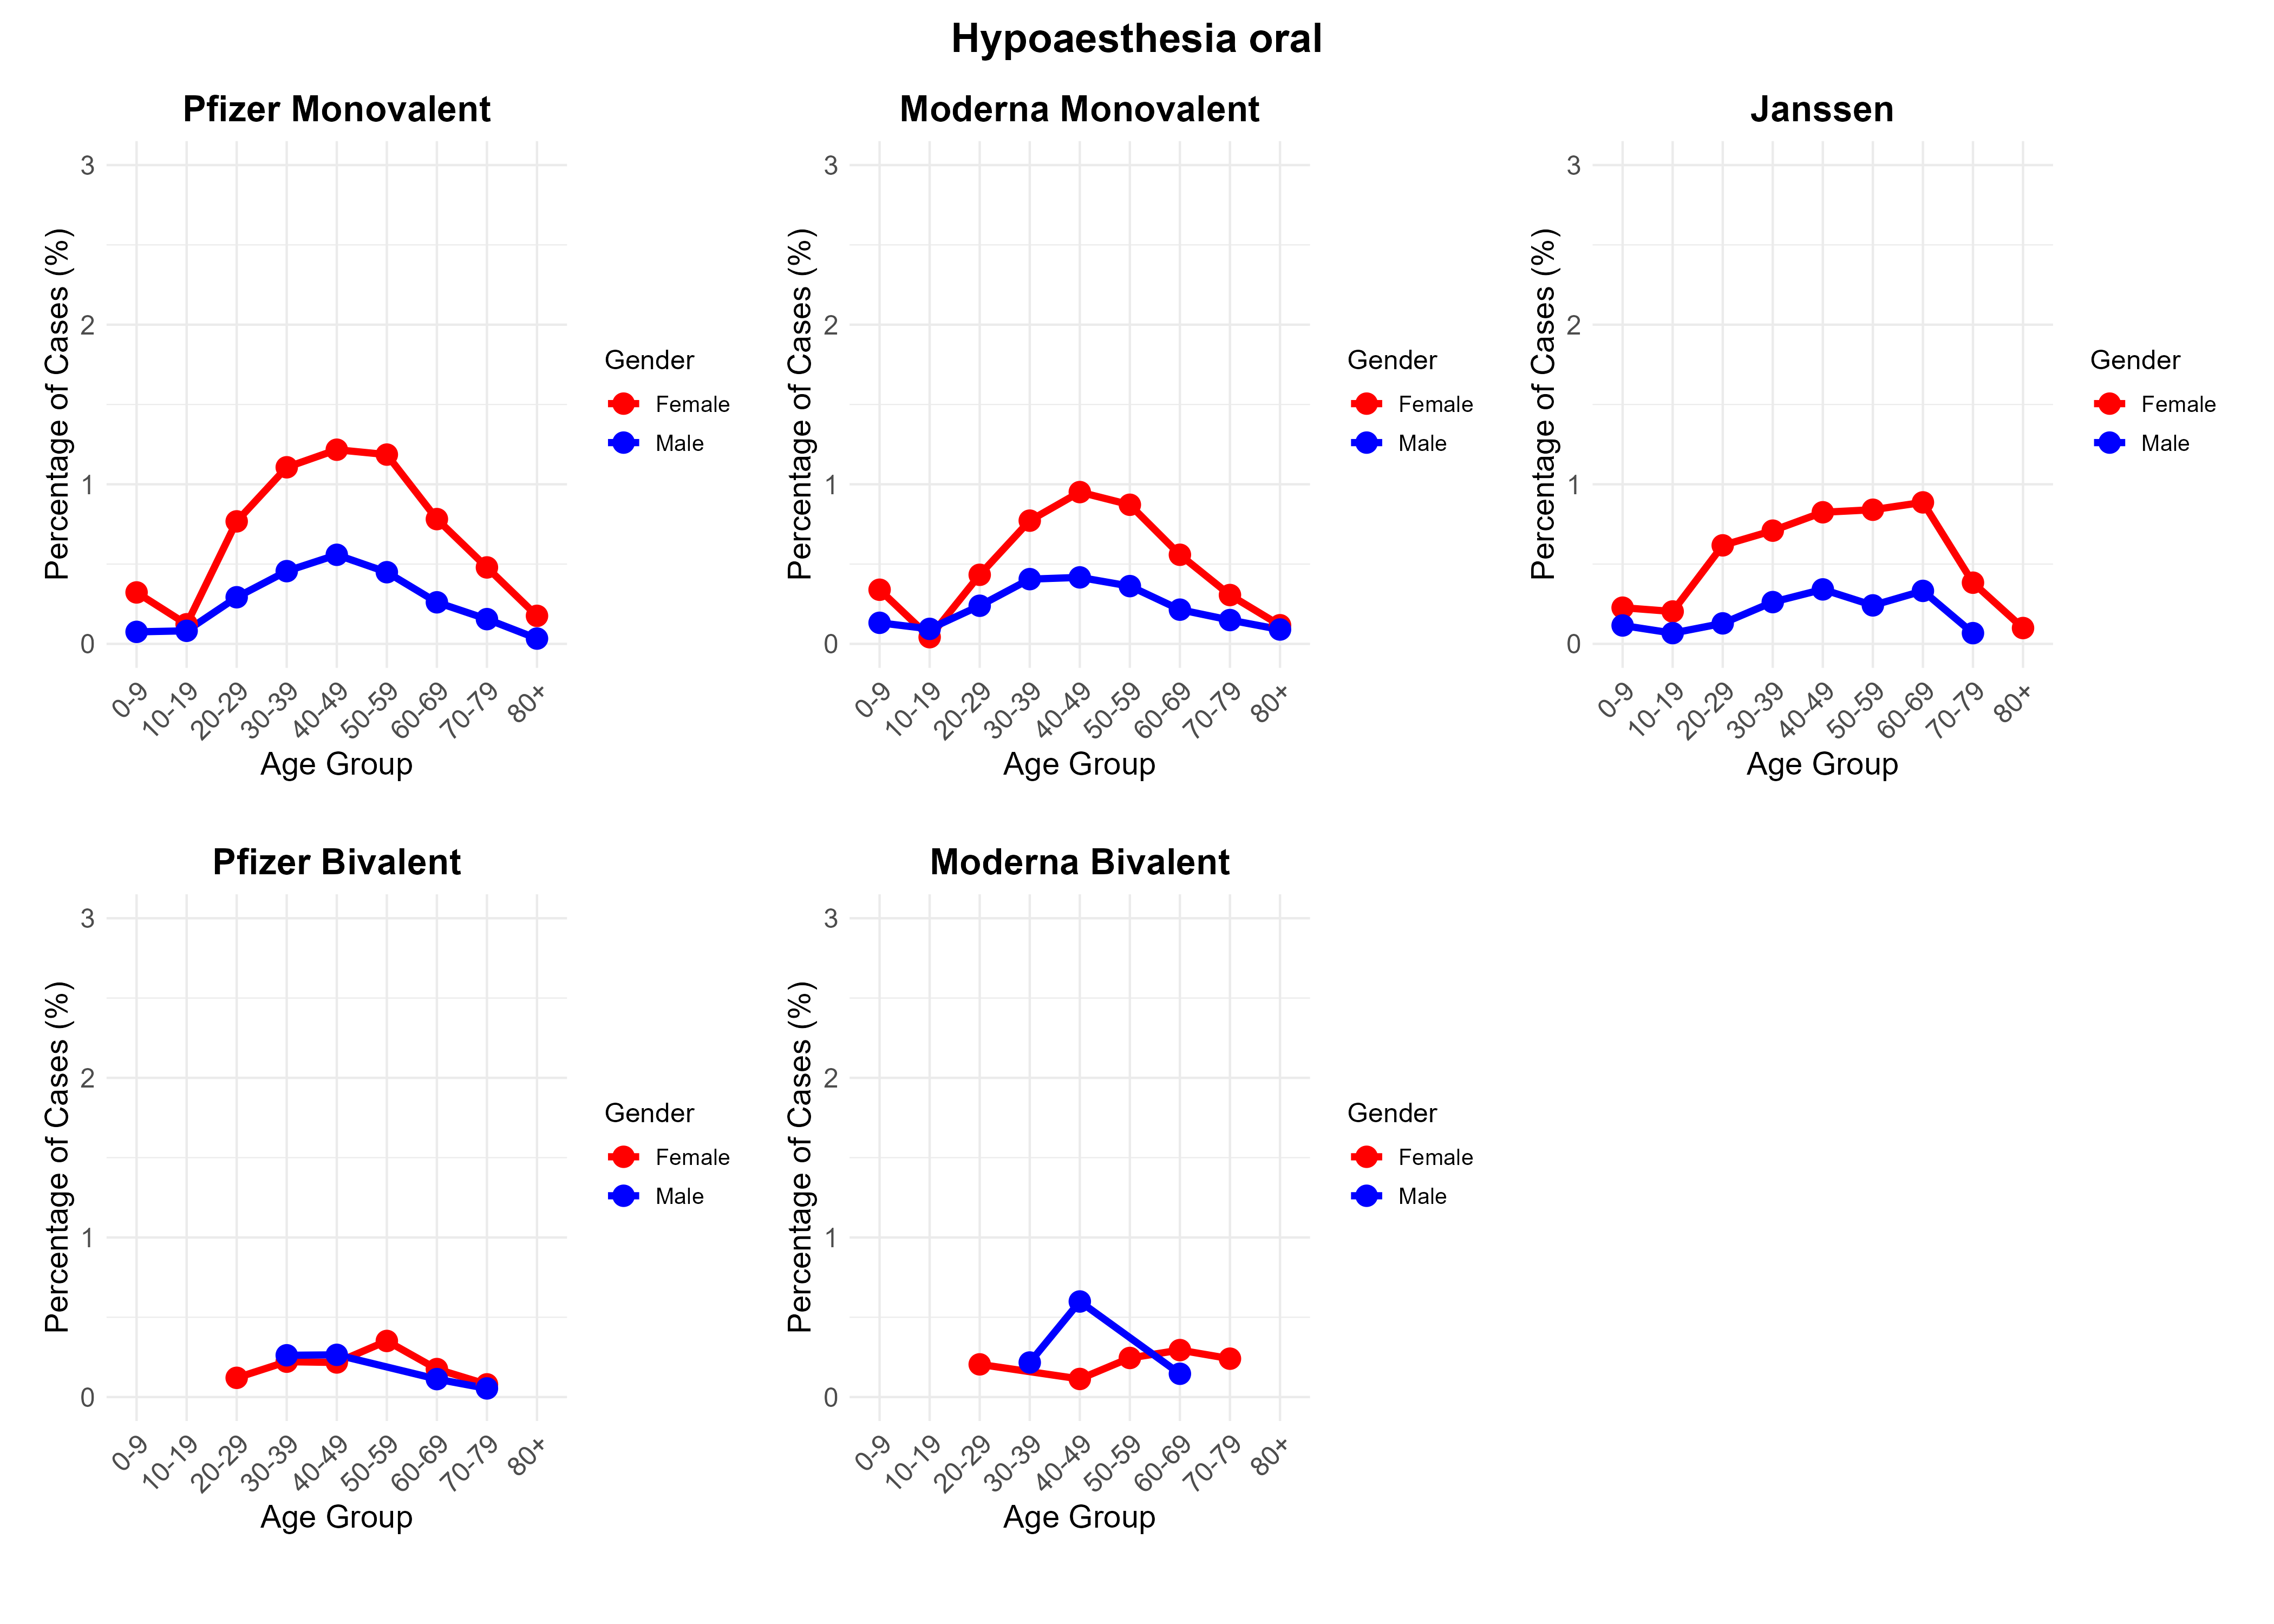 Hypoaesthesia oral
Pfizer Monovalent
Percentage of Cases (%)
3
2
1
0
0-9
10-19
20-29
30-39
40-49
50-59
60-69
70-79
80+
Age Group
Gender
Female
Male
Moderna Monovalent
Percentage of Cases (%)
3
2
1
0
0-9
10-19
20-29
30-39
40-49
50-59
60-69
70-79
80+
Age Group
Gender
Female
Male
Janssen
Percentage of Cases (%)
3
2
1
0
0-9
10-19
20-29
30-39
40-49
50-59
60-69
70-79
80+
Age Group
Gender
Female
Male
Pfizer Bivalent
Percentage of Cases (%)
3
2
1
0
0-9
10-19
20-29
30-39
40-49
50-59
60-69
70-79
80+
Age Group
Gender
Female
Male
Moderna Bivalent
Percentage of Cases (%)
3
2
1
0
0-9
10-19
20-29
30-39
40-49
50-59
60-69
70-79
80+
Age Group
Gender
Female
Male